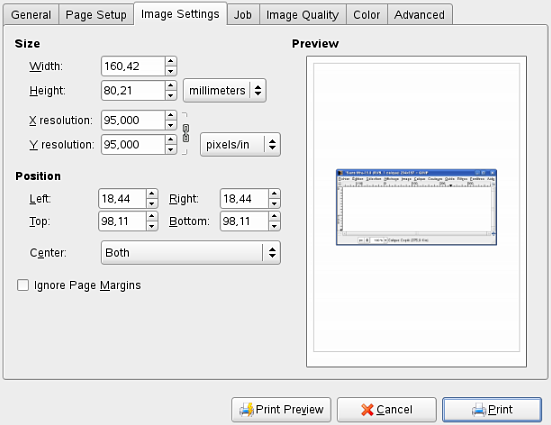 General Page Setup Image Settings Job Image Quality Color Advanced
Size
Preview
Width: 160,42
Height: 80,21 millimeters
X resolution: 95,000
Y resolution: 95,000 pixels/in
Position
Left: 18,44 Right: 18,44
Top: 98,11 Bottom: 98,11
Center: Both
Ignore Page Margins
Print Preview Cancel Print